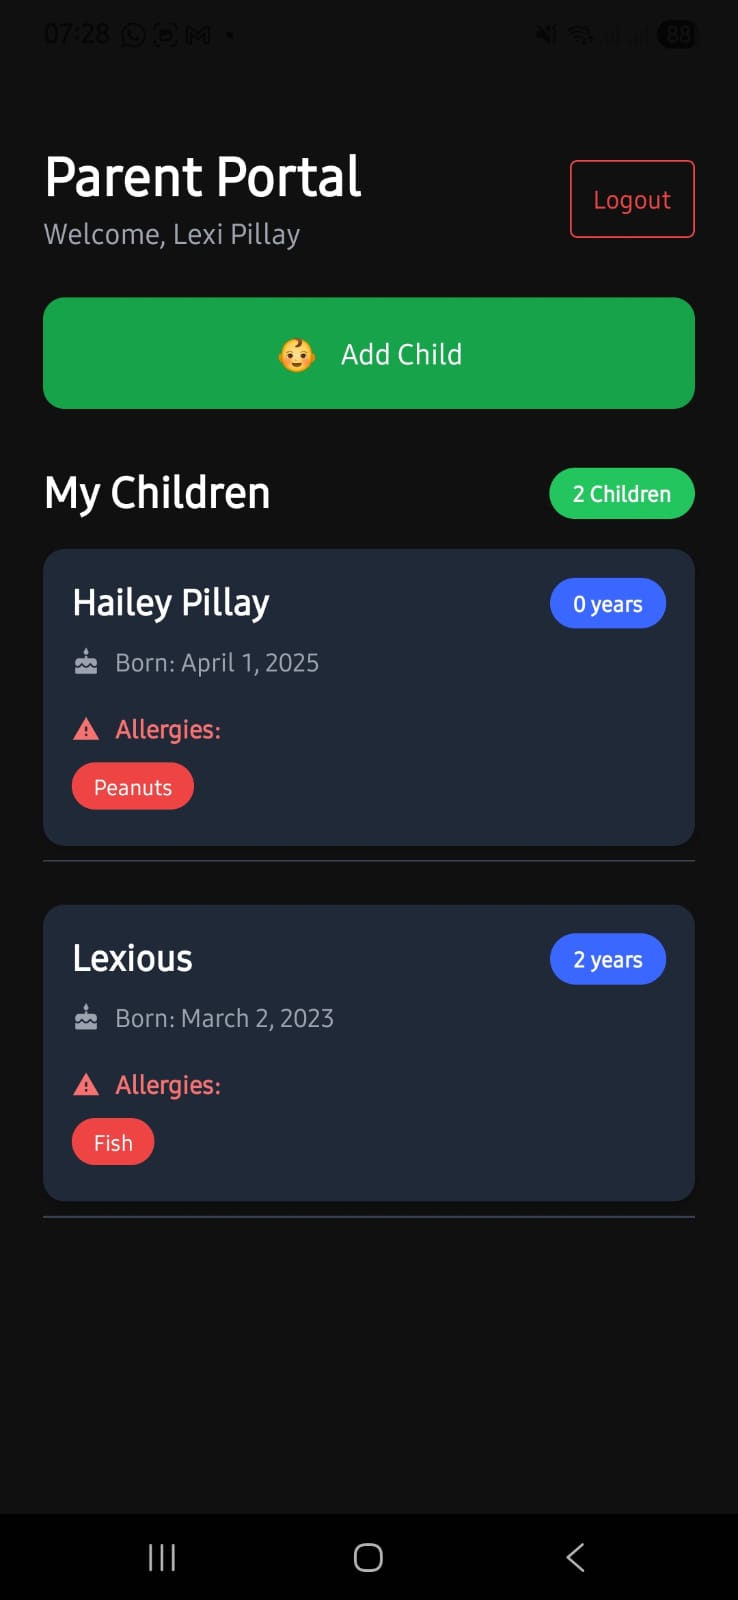 07:28
88
Parent Portal
Logout
Welcome, Lexi Pillay
Add Child
My Children
2 Children
Hailey Pillay
0 years
Born: April 1, 2025
Allergies:
Peanuts
Lexious
2 years
Born: March 2, 2023
Allergies:
Fish